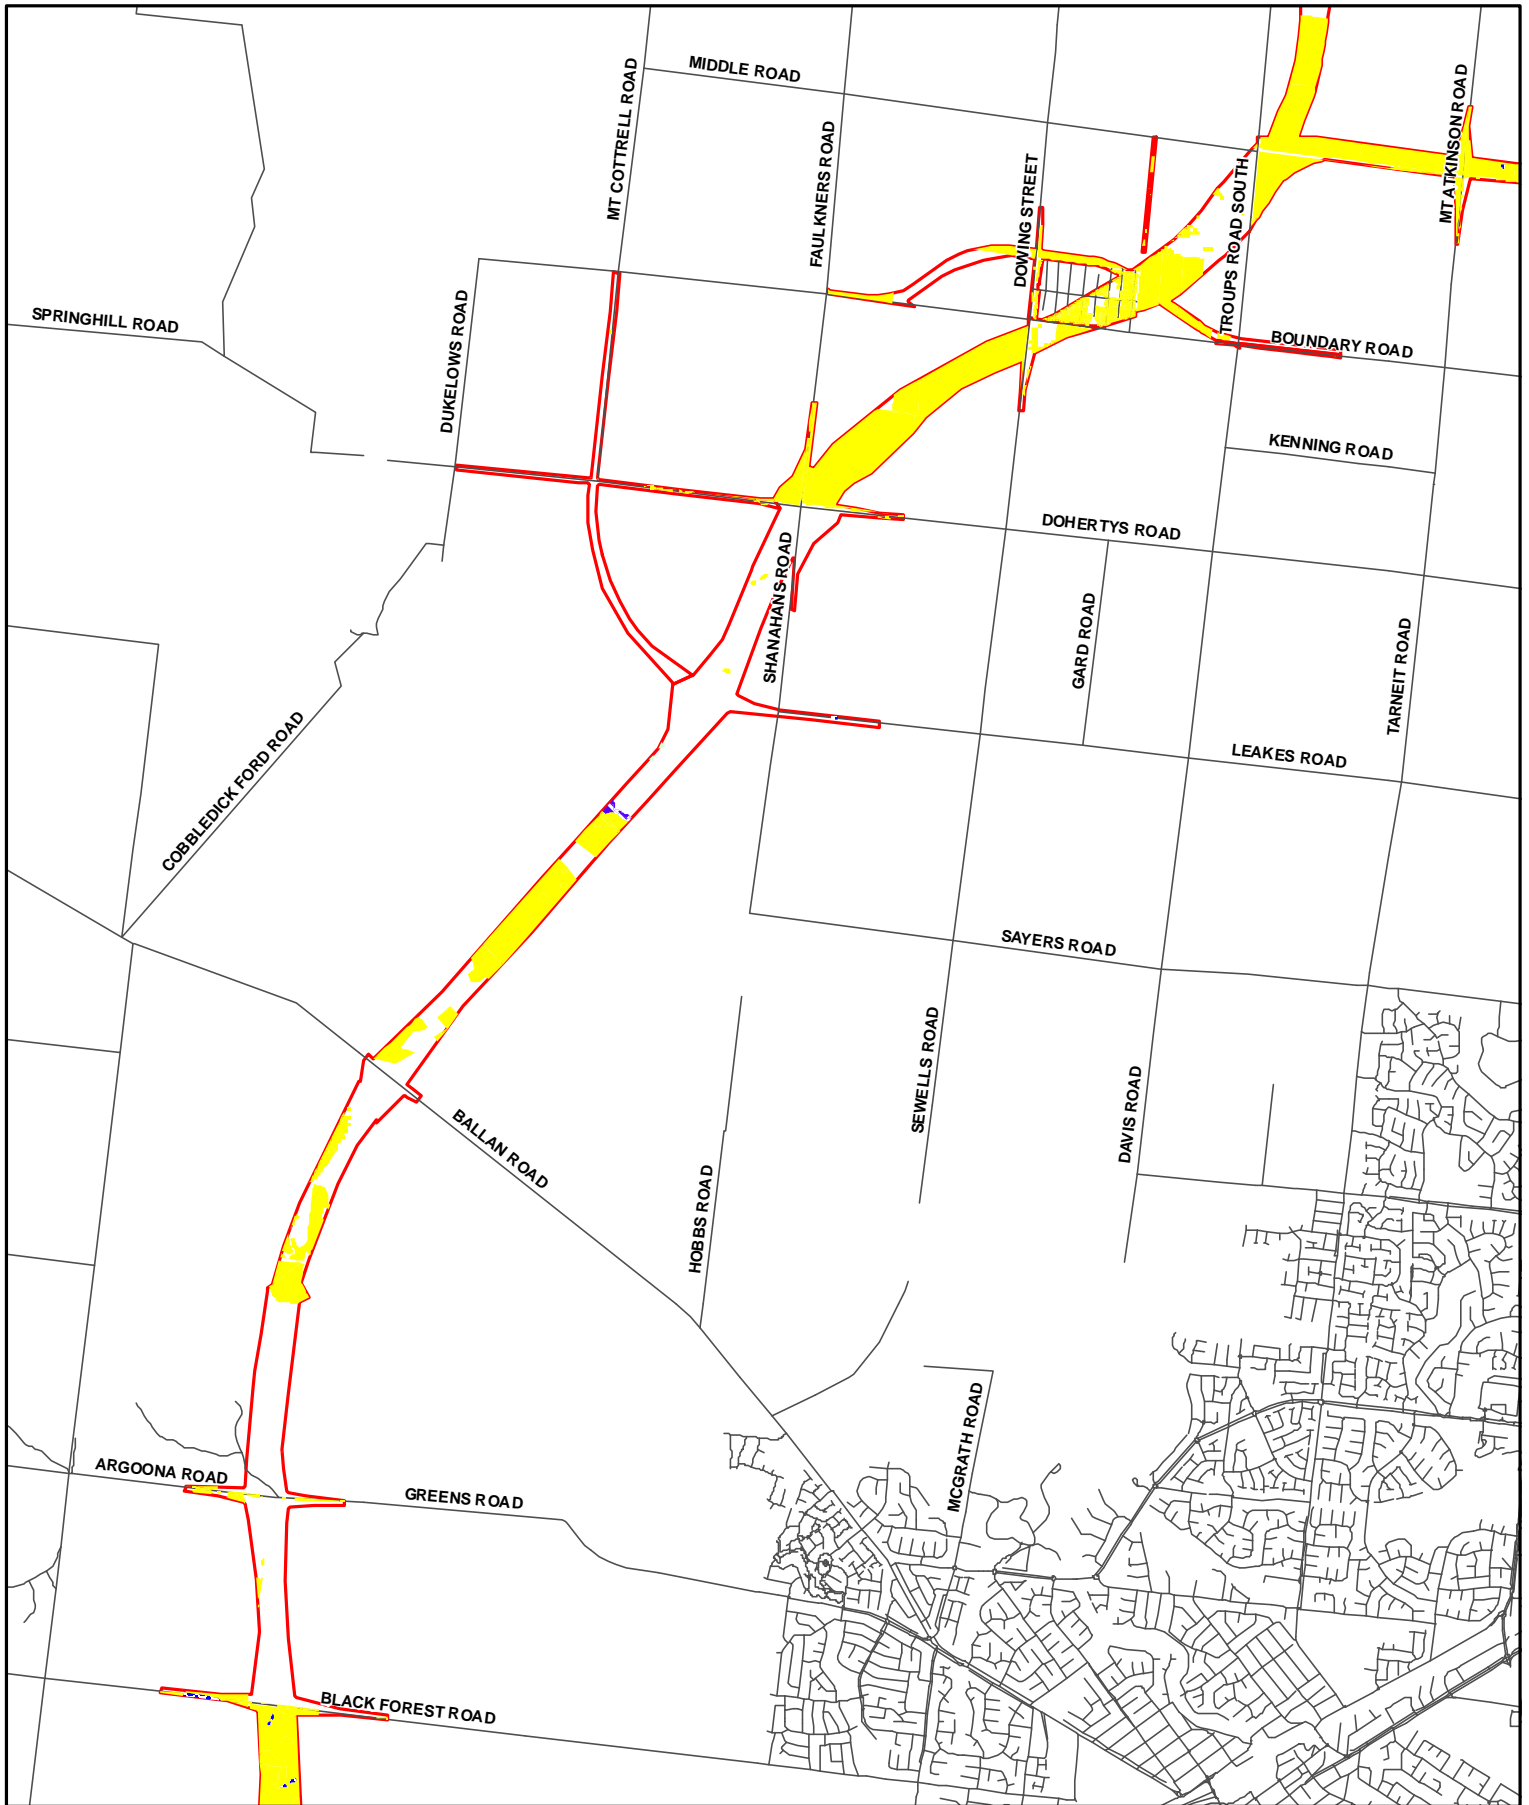 MIDDLE ROAD
MT COTTRELL ROAD
MT ATKINSON ROAD
FAULKNERS ROAD
DOWING STREET
TROUPS ROAD SOUTH
SPRINGHILL ROAD
DUKELOWS ROAD
BOUNDARY ROAD
KENNING ROAD
DOHERTYS ROAD
SHANAHANS ROAD
GARD ROAD
TARNEIT ROAD
COBBLEDICK FORD ROAD
LEAKES ROAD
SAYERS ROAD
SEWELLS ROAD
DAVIS ROAD
BALLAN ROAD
HOBBS ROAD
MCGRATH ROAD
ARGOONA ROAD
GREENS ROAD
BLACK FOREST ROAD